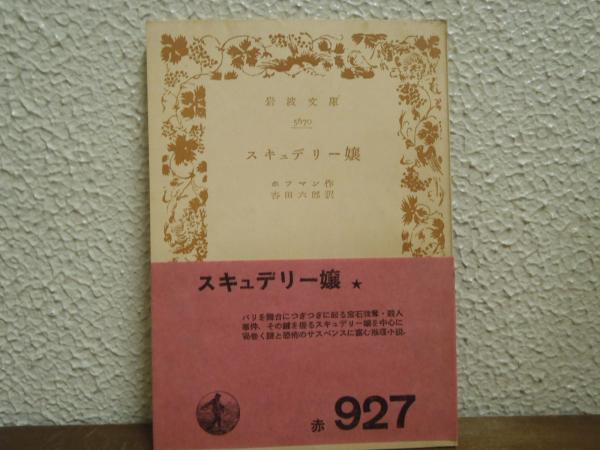 岩波文庫
5670
スキュデリー嬢
ホフマン作
吝田六郎訳
スキュデリー嬢 ★
パリを舞台につぎつぎに起る宝石強奪・殺人
事件、その鍵を握るスキュデリー嬢を中心に
渦巻く謎と恐怖のサスペンスに富む推理小説。
赤 927